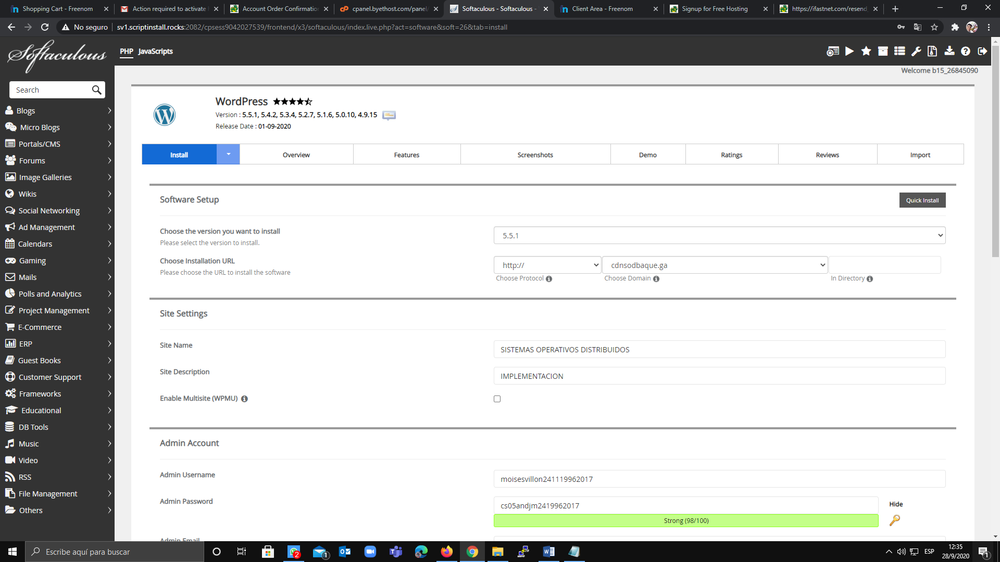 Shopping Cart - Freenom
Action required to activate
Account Order Confirmation
cpanel.byethost.com/panel/
Softaculous - Softaculous -
Client Area - Freenom
Signup for Free Hosting
https://ifastnet.com/resend
No seguro
sv1.scriptinstall.rocks:2082/cpsess9042027539/frontend/x3/softaculous/index.live.php?act=software&soft=26&tab=install
Softaculous
PHP JavaScripts
Welcome b15_26845090
Search
Blogs
Micro Blogs
Portals/CMS
Forums
Image Galleries
Wikis
Social Networking
Ad Management
Calendars
Gaming
Mails
Polls and Analytics
Project Management
E-Commerce
ERP
Guest Books
Customer Support
Frameworks
Educational
DB Tools
Music
Video
RSS
File Management
Others
WordPress
Version : 5.5.1, 5.4.2, 5.3.4, 5.2.7, 5.1.6, 5.0.10, 4.9.15
Release Date : 01-09-2020
Install
Overview
Features
Screenshots
Demo
Ratings
Reviews
Import
Software Setup
Quick Install
Choose the version you want to install
Please select the version to install.
5.5.1
Choose Installation URL
Please choose the URL to install the software
http://
cdnsodbaque.ga
Choose Protocol
Choose Domain
In Directory
Site Settings
Site Name
SISTEMAS OPERATIVOS DISTRIBUIDOS
Site Description
IMPLEMENTACION
Enable Multisite (WPMU)
Admin Account
Admin Username
moisesvillon241119962017
Admin Password
cs05andjm2419962017
Hide
Strong (98/100)
Admin Email
Escribe aquí para buscar
2
1
ESP
12:35
28/9/2020
1